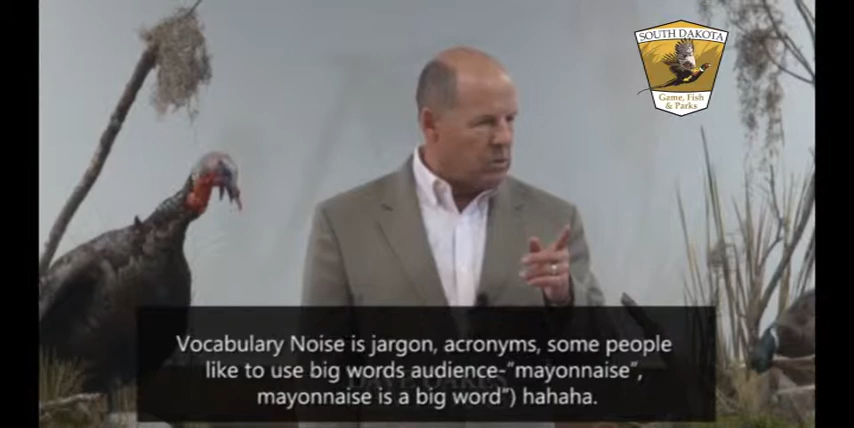 SOUTH DAKOTA
Game, Fish
& Parks
Vocabulary Noise is jargon, acronyms, some people
like to use big words audience-“mayonnaise”,
mayonnaise is a big word”) hahaha.